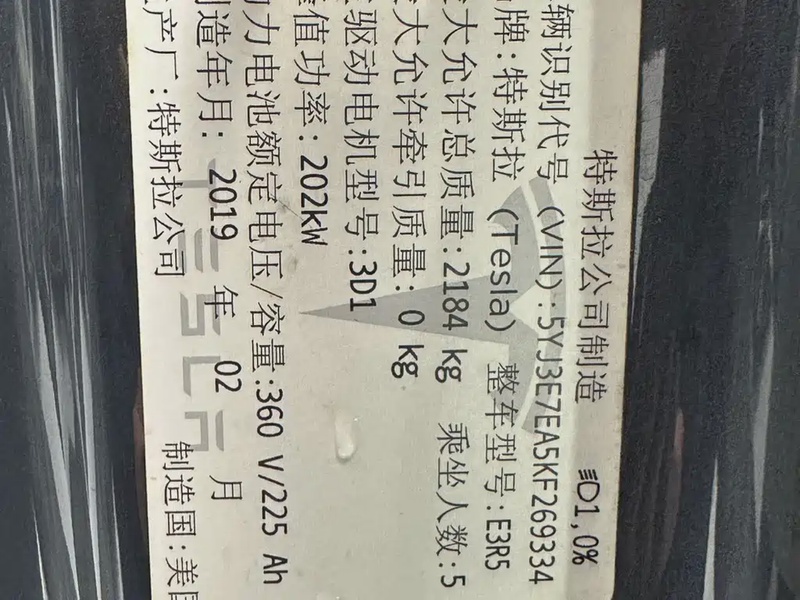 特斯拉公司制造 1,0%
辆识别代号 (VIN):5YJ3E7EA5KF269334
牌:特斯拉 (Tesla) 整车型号:E3R5
大允许总质量:2184 kg 乘坐人数:5
大允许牵引质量: 0 kg
驱动电机型号:3D1
值功率:202kW
力电池额定电压/容量:360 V/225 Ah
造年月: 2019 年 02 月
产厂:特斯拉公司 制造国:美国